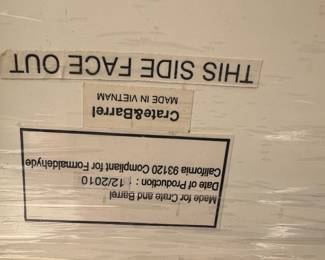 Made for Crate and Barrel
Date of Production : 12/2010
California 93120 Compliant for Formaldehyde
Crate&Barrel
MADE IN VIETNAM
THIS SIDE FACE OUT